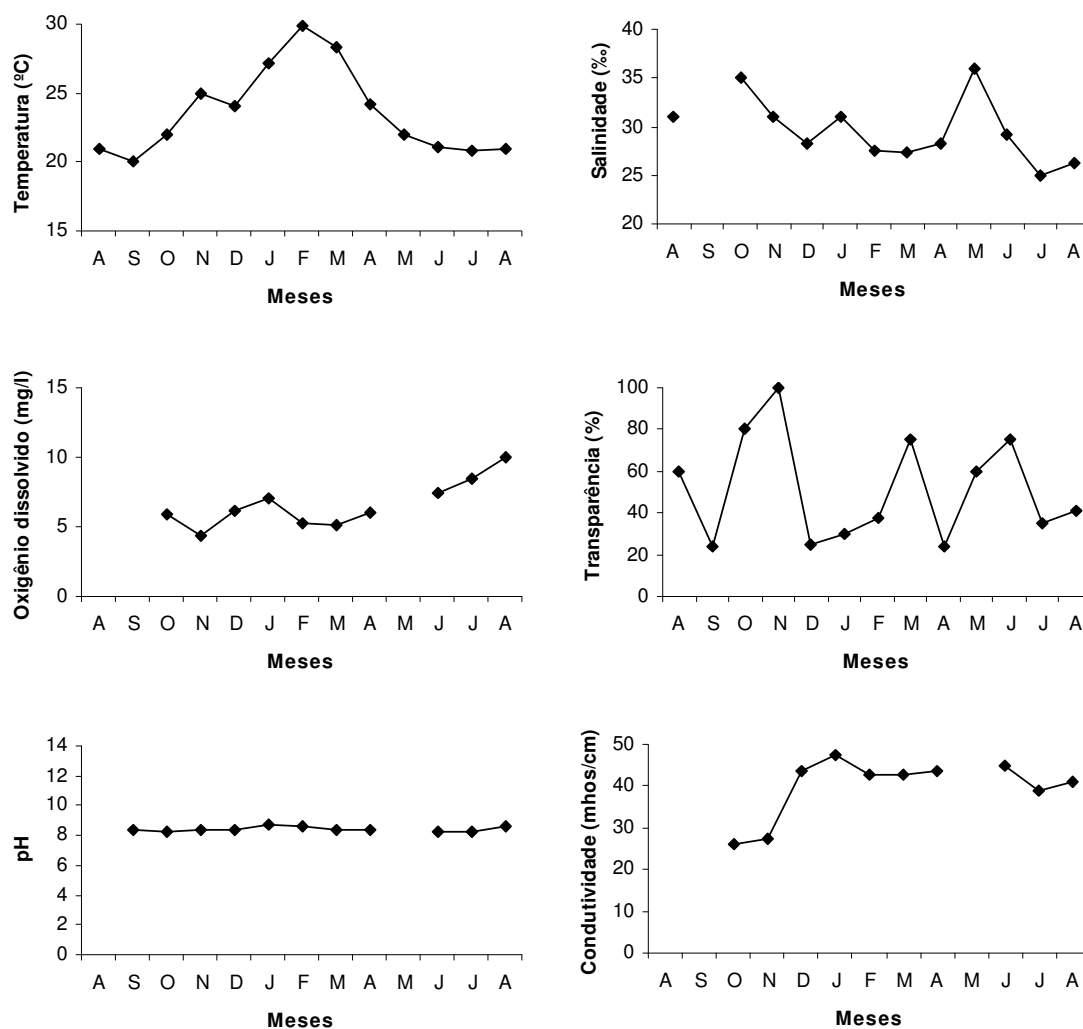 Temperatura (ºC)
30
25
20
15
A S O N D J F M A M J J A
Meses
Salinidade (‰)
40
35
30
25
20
A S O N D J F M A M J J A
Meses
Oxigênio dissolvido (mg/l)
15
10
5
0
A S O N D J F M A M J J A
Meses
Transparência (%)
100
80
60
40
20
0
A S O N D J F M A M J J A
Meses
pH
14
12
10
8
6
4
2
0
A S O N D J F M A M J J A
Meses
Condutividade (mhos/cm)
50
40
30
20
10
0
A S O N D J F M A M J J A
Meses